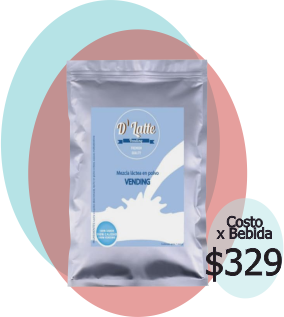 D'Latte
Mezcla láctea en polvo
VENDING
Costo
x Bebida
$329